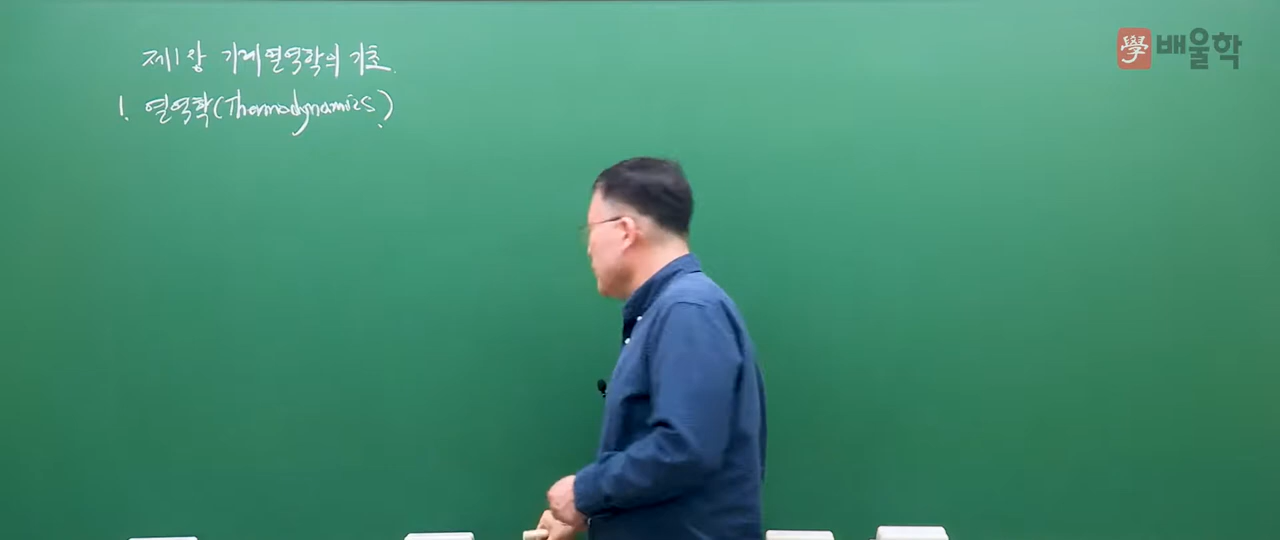 제1장 기계열역학의 기초.
1. 열역학(Thermodynamics)
學 배울학